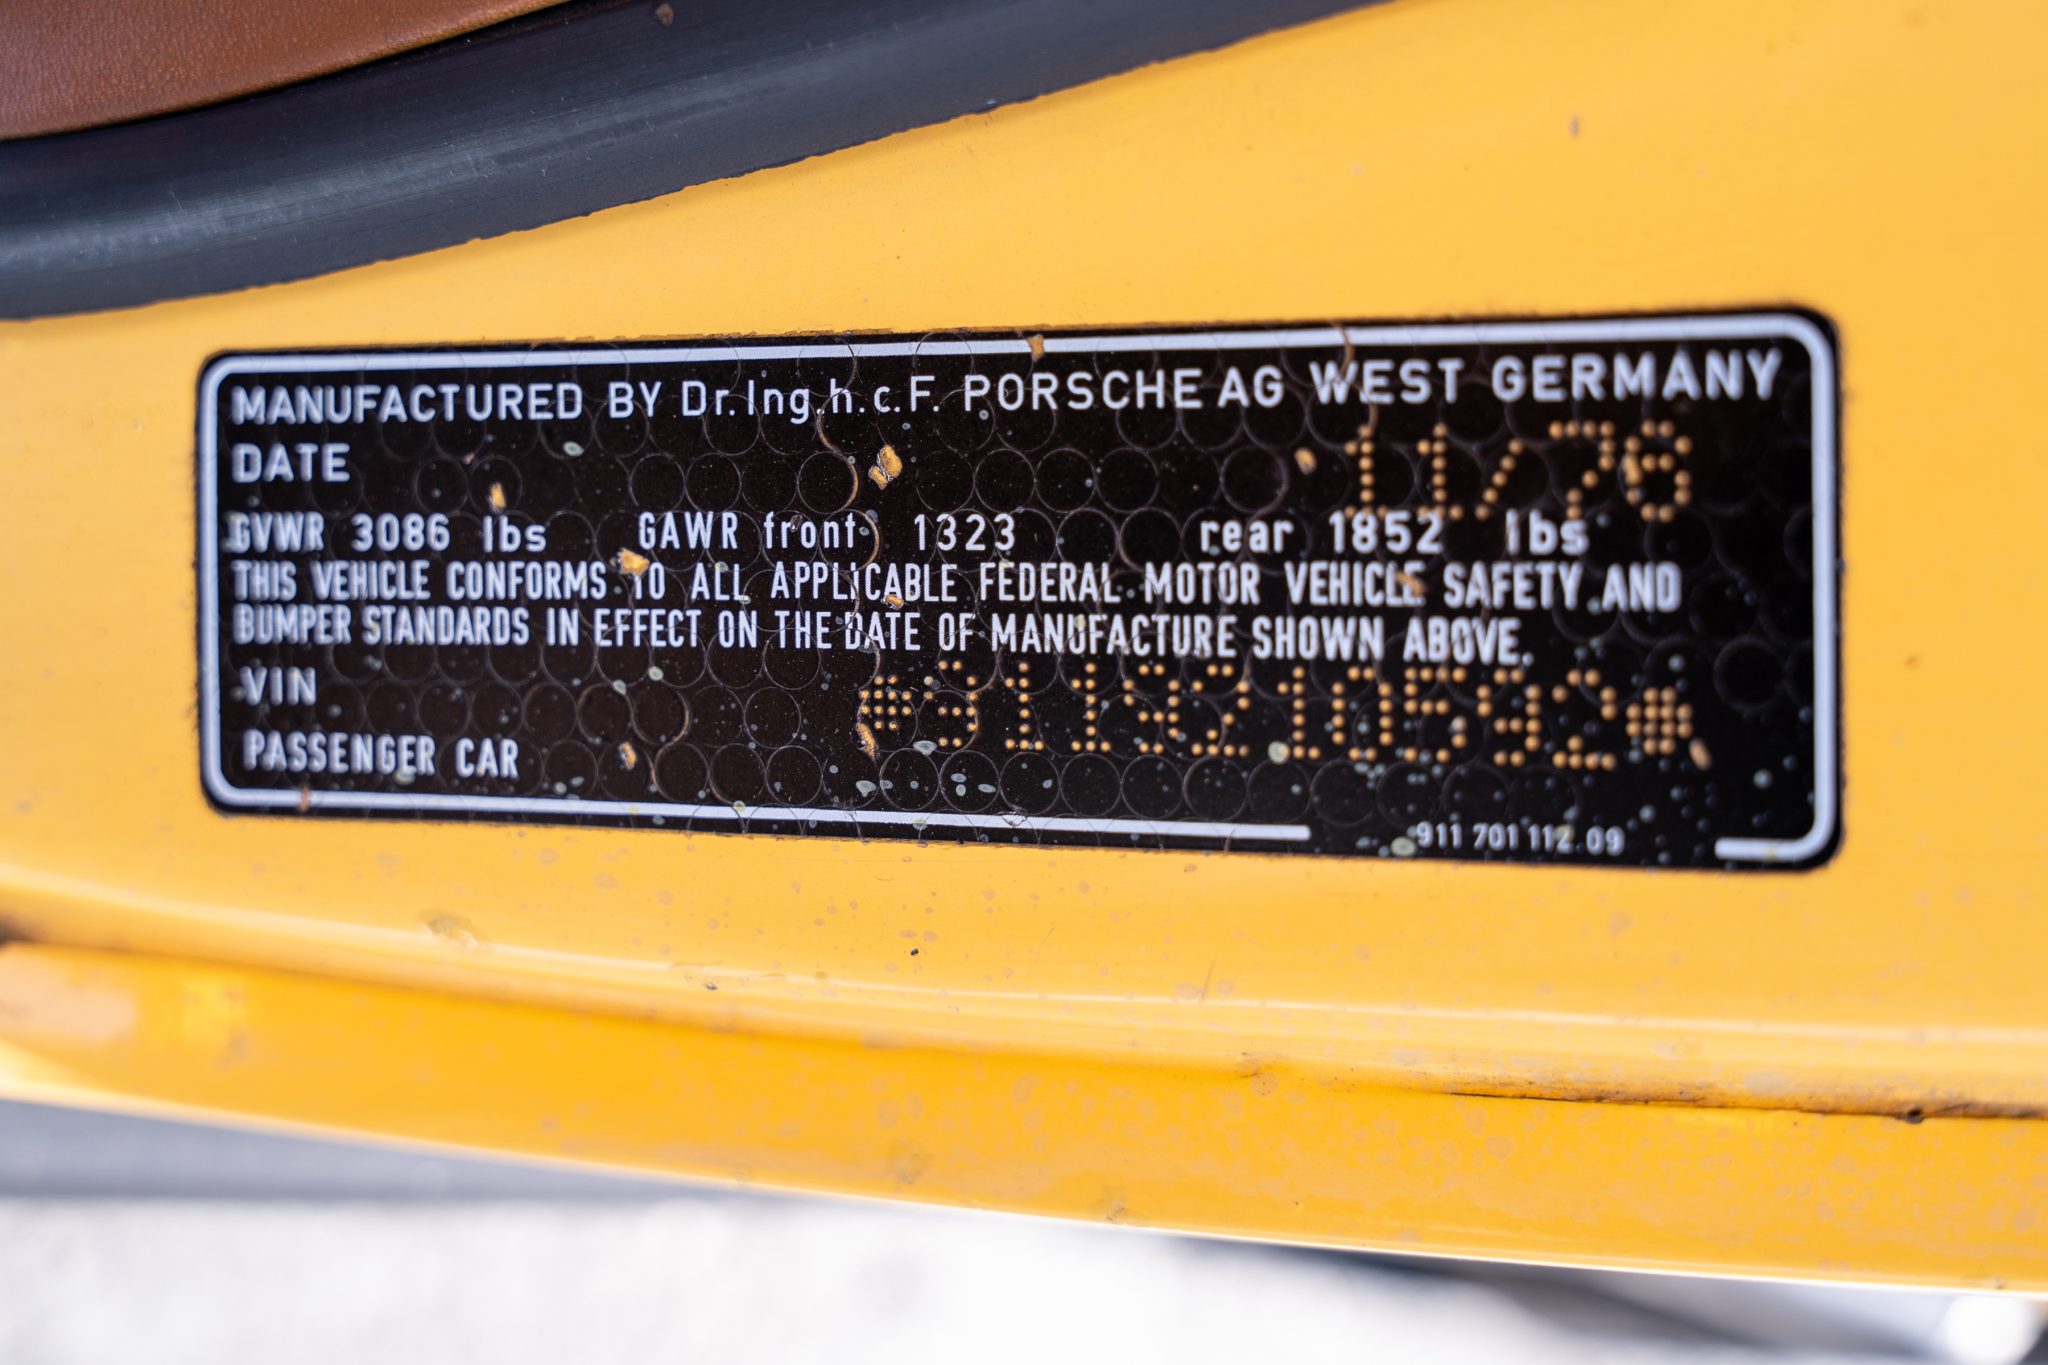 MANUFACTURED BY Dr.Ing.h.c.F. PORSCHE AG WEST GERMANY
DATE 11/78
GVWR 3086 lbs GAWR front 1323 rear 1852 lbs
THIS VEHICLE CONFORMS TO ALL APPLICABLE FEDERAL MOTOR VEHICLE SAFETY AND
BUMPER STANDARDS IN EFFECT ON THE DATE OF MANUFACTURE SHOWN ABOVE.
VIN *9119210592*
PASSENGER CAR
911 701 112.09